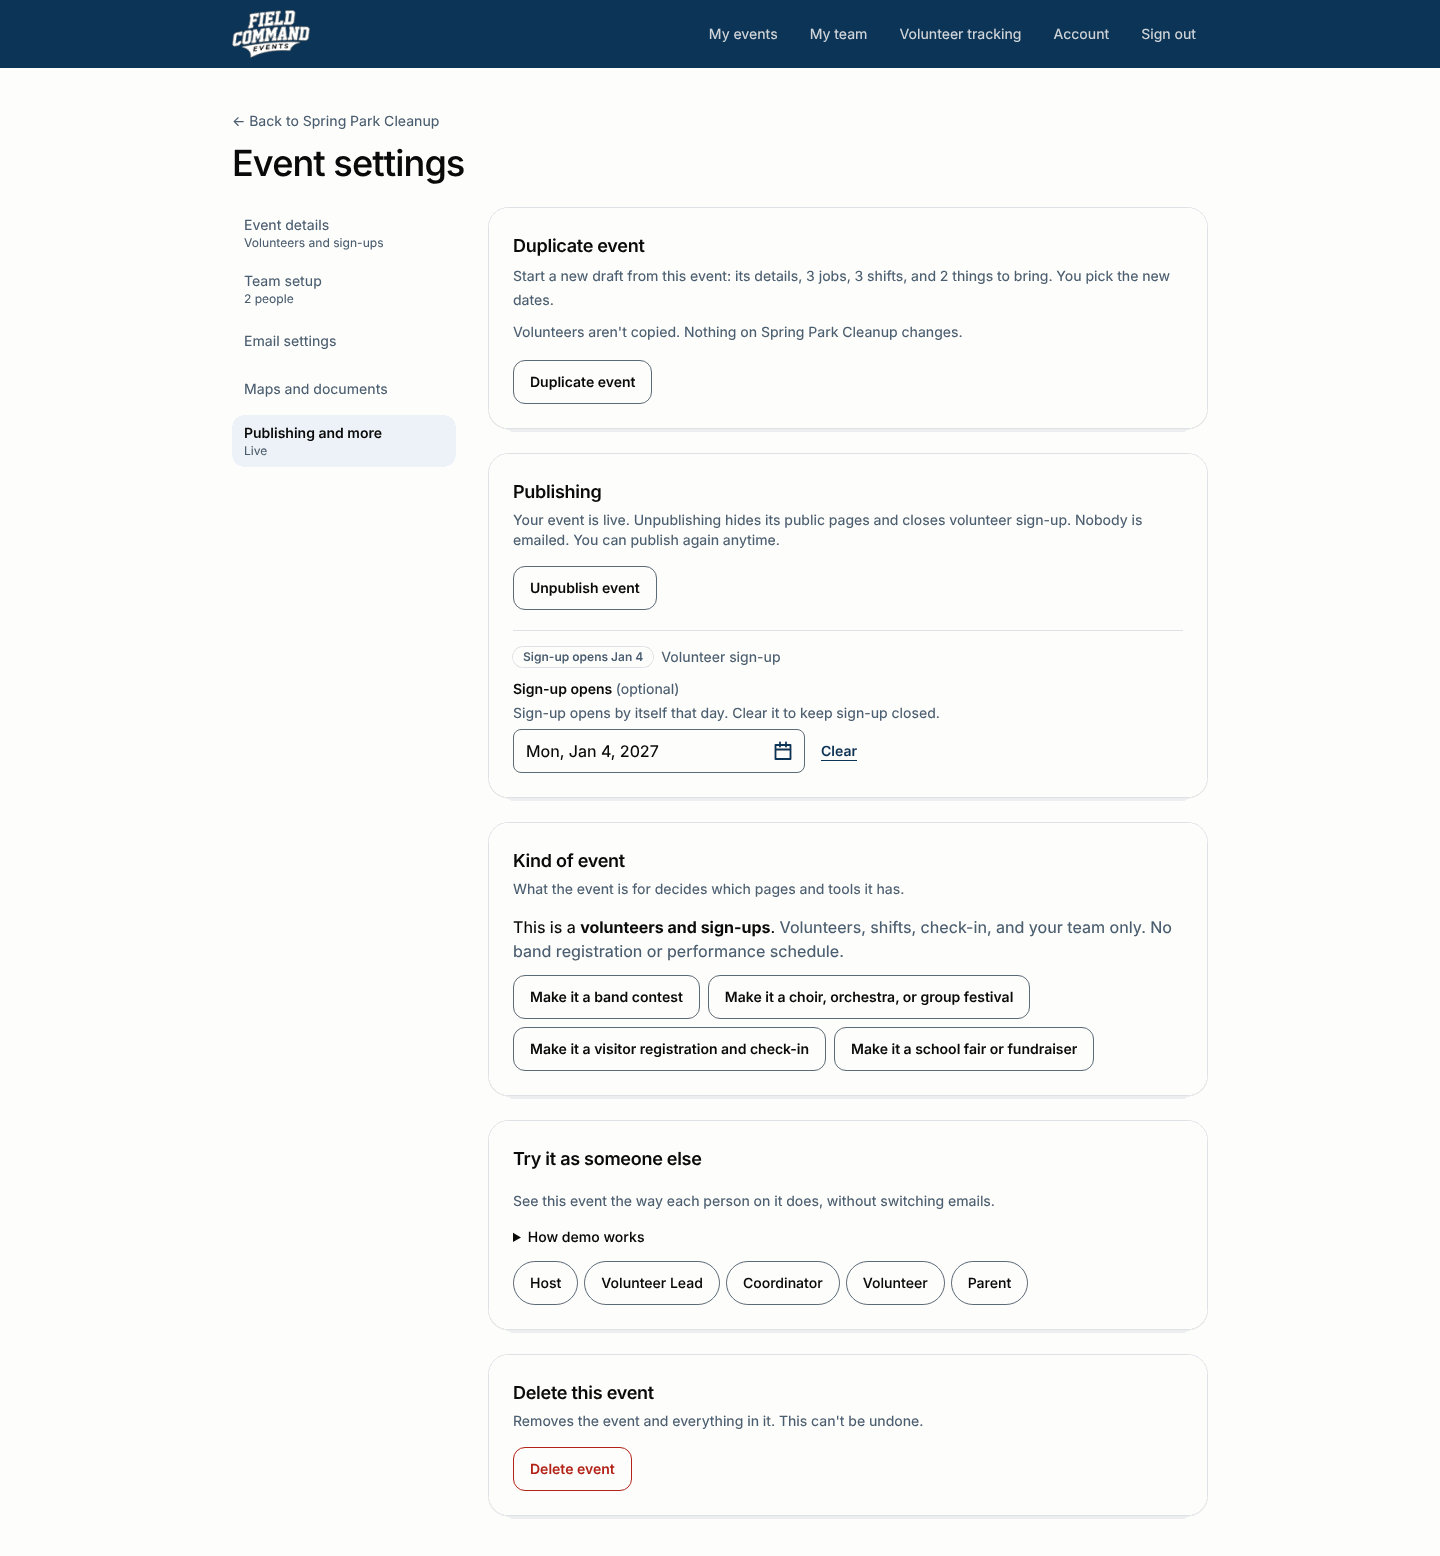 FIELD
COMMAND
EVENTS
My events
My team
Volunteer tracking
Account
Sign out
← Back to Spring Park Cleanup
Event settings
Event details
Volunteers and sign-ups
Team setup
2 people
Email settings
Maps and documents
Publishing and more
Live
Duplicate event
Start a new draft from this event: its details, 3 jobs, 3 shifts, and 2 things to bring. You pick the new
dates.
Volunteers aren't copied. Nothing on Spring Park Cleanup changes.
Duplicate event
Publishing
Your event is live. Unpublishing hides its public pages and closes volunteer sign-up. Nobody is
emailed. You can publish again anytime.
Unpublish event
Sign-up opens Jan 4 Volunteer sign-up
Sign-up opens (optional)
Sign-up opens by itself that day. Clear it to keep sign-up closed.
Mon, Jan 4, 2027
Clear
Kind of event
What the event is for decides which pages and tools it has.
This is a volunteers and sign-ups. Volunteers, shifts, check-in, and your team only. No
band registration or performance schedule.
Make it a band contest
Make it a choir, orchestra, or group festival
Make it a visitor registration and check-in
Make it a school fair or fundraiser
Try it as someone else
See this event the way each person on it does, without switching emails.
▶ How demo works
Host
Volunteer Lead
Coordinator
Volunteer
Parent
Delete this event
Removes the event and everything in it. This can't be undone.
Delete event